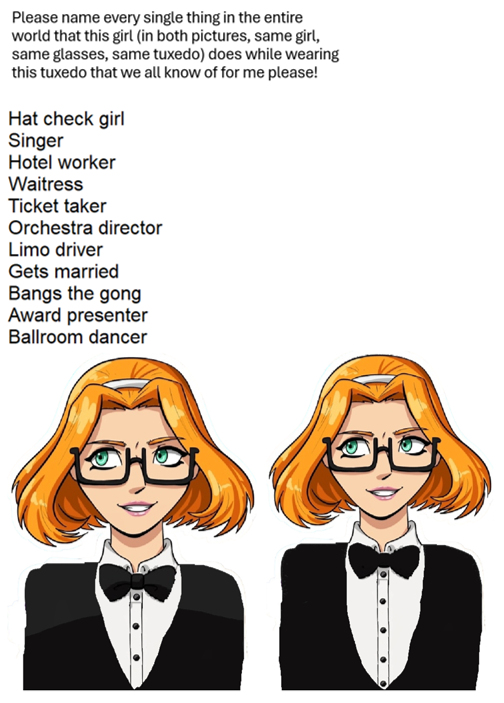 Please name every single thing in the entire
world that this girl (in both pictures, same girl,
same glasses, same tuxedo) does while wearing
this tuxedo that we all know of for me please!
Hat check girl
Singer
Hotel worker
Waitress
Ticket taker
Orchestra director
Limo driver
Gets married
Bangs the gong
Award presenter
Ballroom dancer